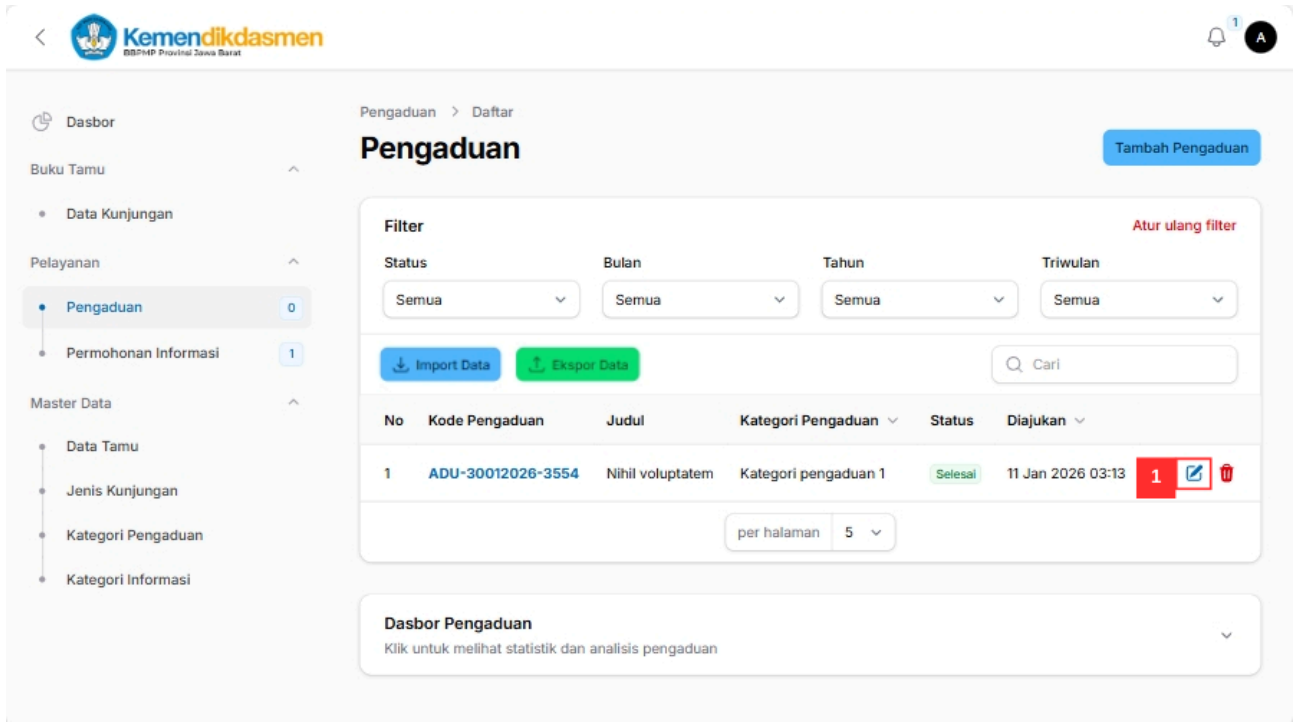 Kemendikdasmen
BBPMP Provinsi Jawa Barat
1
A
Dasbor
Buku Tamu
Data Kunjungan
Pelayanan
Pengaduan 0
Permohonan Informasi 1
Master Data
Data Tamu
Jenis Kunjungan
Kategori Pengaduan
Kategori Informasi
Pengaduan > Daftar
Pengaduan
Tambah Pengaduan
Filter
Atur ulang filter
Status Bulan Tahun Triwulan
Semua Semua Semua Semua
Import Data Ekspor Data Cari
No Kode Pengaduan Judul Kategori Pengaduan Status Diajukan
1 ADU-30012026-3554 Nihil voluptatem Kategori pengaduan 1 Selesai 11 Jan 2026 03:13 1
per halaman 5
Dasbor Pengaduan
Klik untuk melihat statistik dan analisis pengaduan